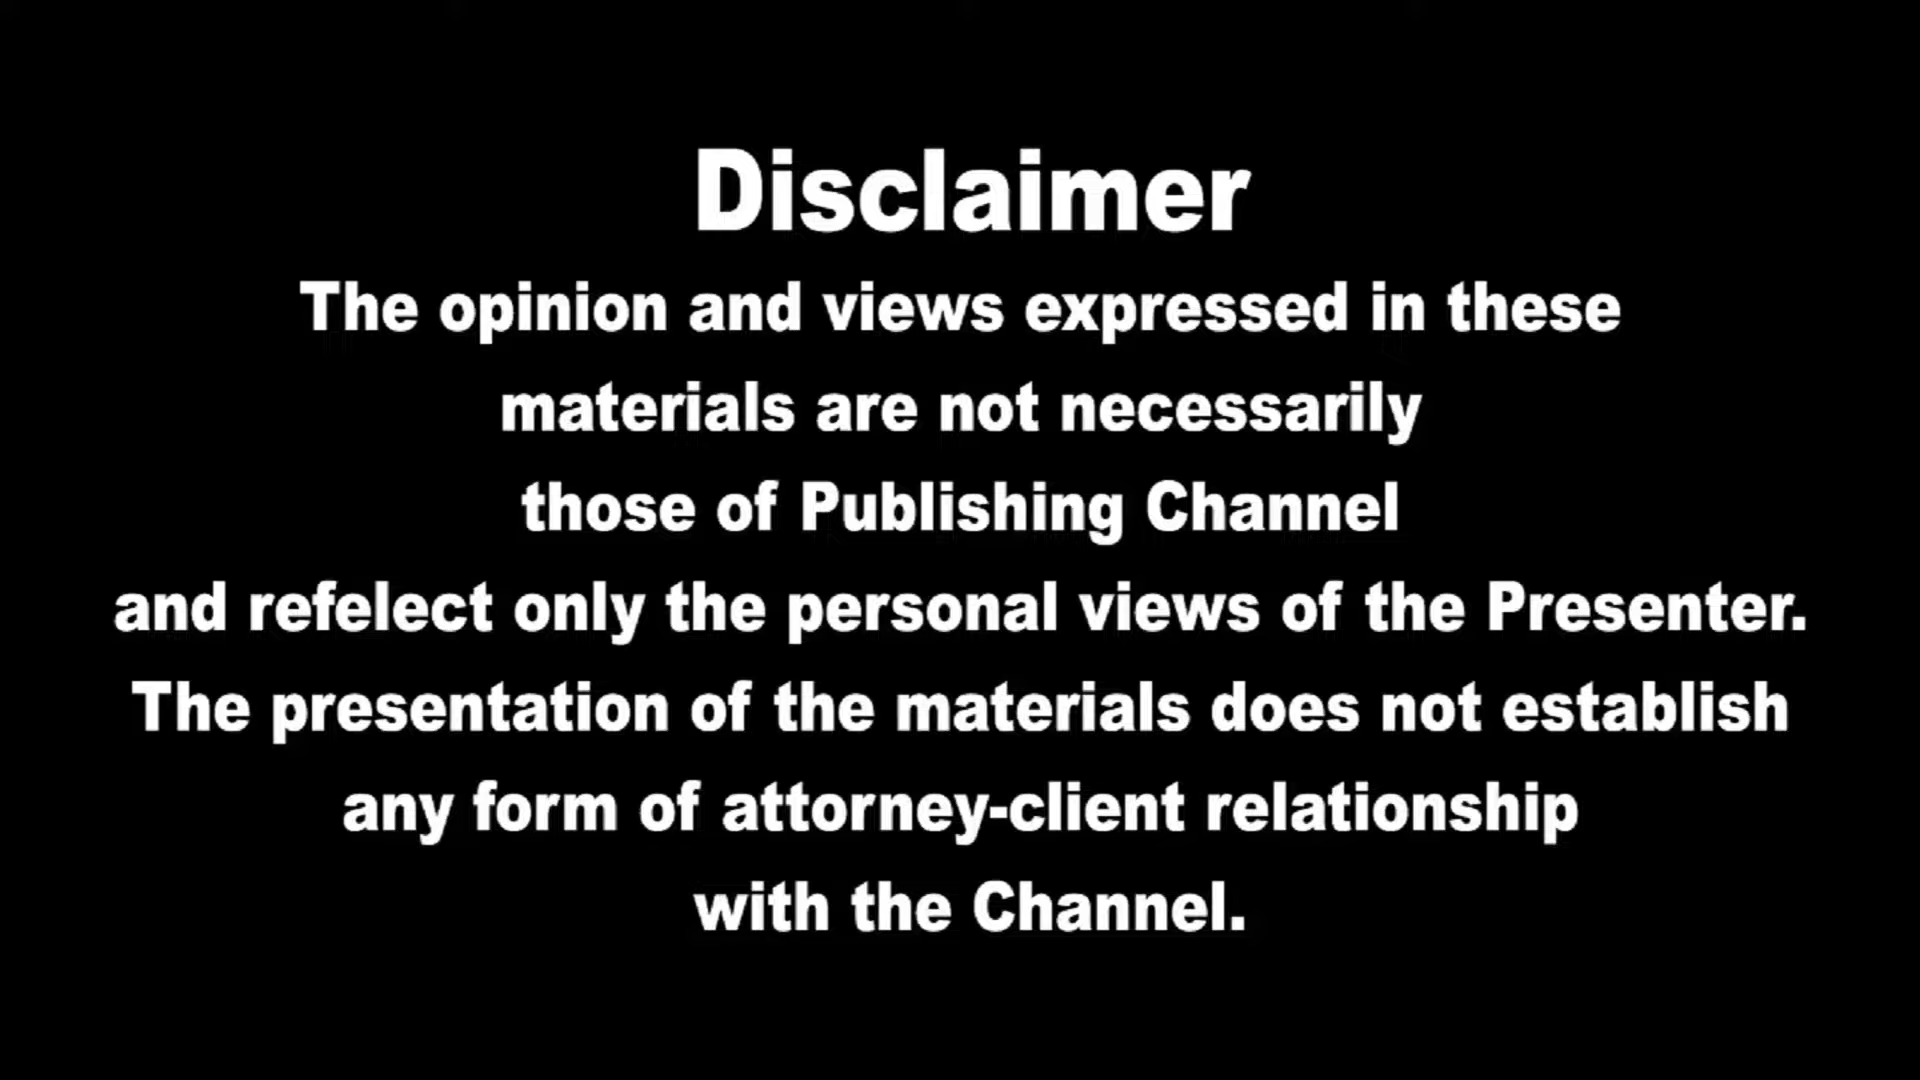 Disclaimer
The opinion and views expressed in these
materials are not necessarily
those of Publishing Channel
and refelect only the personal views of the Presenter.
The presentation of the materials does not establish
any form of attorney-client relationship
with the Channel.